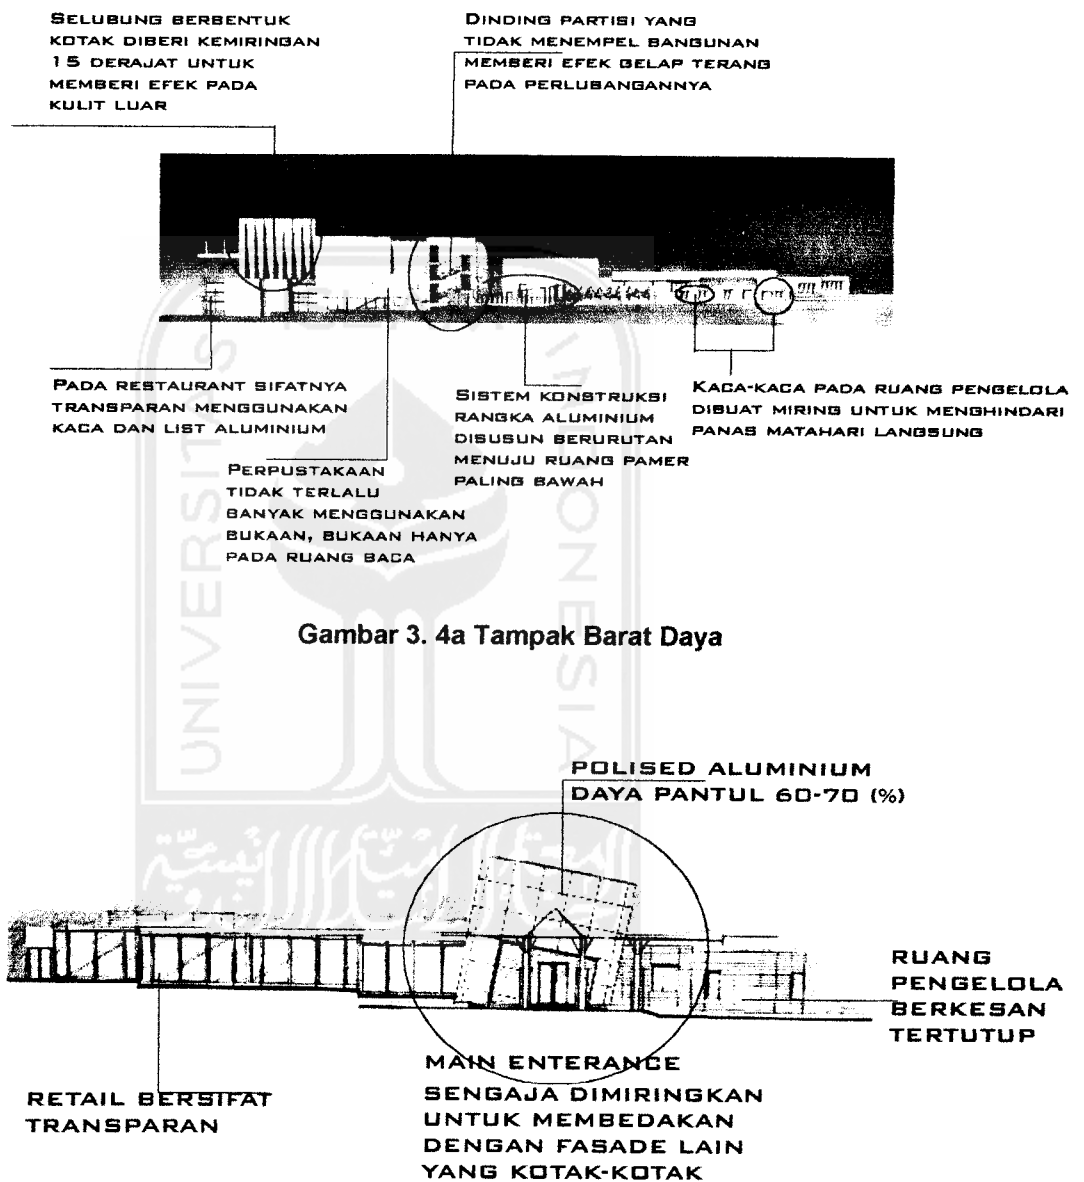 SELUBUNG BERBENTUK
KOTAK DIBERI KEMIRINGAN
15 DERAJAT UNTUK
MEMBERI EFEK PADA
KULIT LUAR
DINDING PARTISI YANG
TIDAK MENEMPEL BANGUNAN
MEMBERI EFEK GELAP TERANG
PADA PERLUBANGANNYA
PADA RESTAURANT SIFATNYA
TRANSPARAN MENGGUNAKAN
KACA DAN LIST ALUMINIUM
PERPUSTAKAAN
TIDAK TERLALU
BANYAK MENGGUNAKAN
BUKAAN, BUKAAN HANYA
PADA RUANG BACA
SISTEM KONSTRUKSI
RANGKA ALUMINIUM
DISUSUN BERURUTAN
MENUJU RUANG PAMER
PALING BAWAH
KACA-KACA PADA RUANG PENGELOLA
DIBUAT MIRING UNTUK MENGHINDARI
PANAS MATAHARI LANGSUNG
Gambar 3. 4a Tampak Barat Daya
UNIVERSITAS
INDONESIA
POLISED ALUMINIUM
DAYA PANTUL 60-70 (%)
RUANG
PENGELOLA
BERKESAN
TERTUTUP
MAIN ENTERANCE
SENGAJA DIMIRINGKAN
UNTUK MEMBEDAKAN
DENGAN FASADE LAIN
YANG KOTAK-KOTAK
RETAIL BERSIFAT
TRANSPARAN